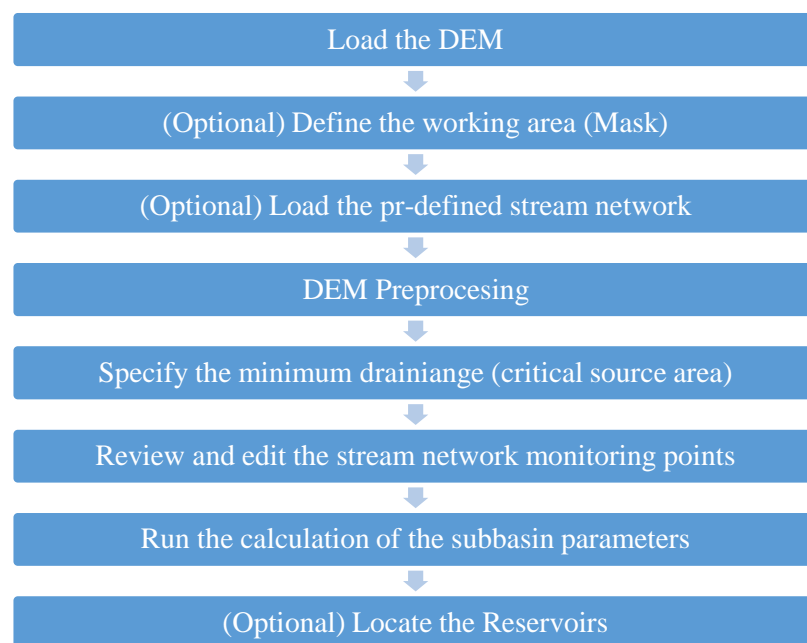 Load the DEM
(Optional) Define the working area (Mask)
(Optional) Load the pr-defined stream network
DEM Preprocesing
Specify the minimum drainiange (critical source area)
Review and edit the stream network monitoring points
Run the calculation of the subbasin parameters
(Optional) Locate the Reservoirs